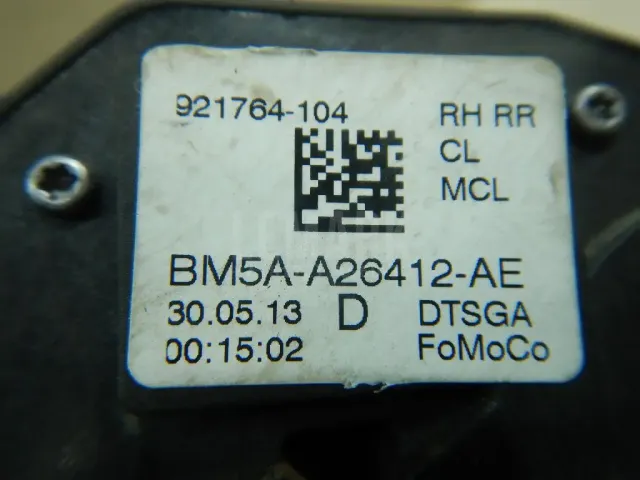 921764-104 RH RR
CL
MCL
BM5A-A26412-AE
30.05.13 D DTSGA
00:15:02 FoMoCo